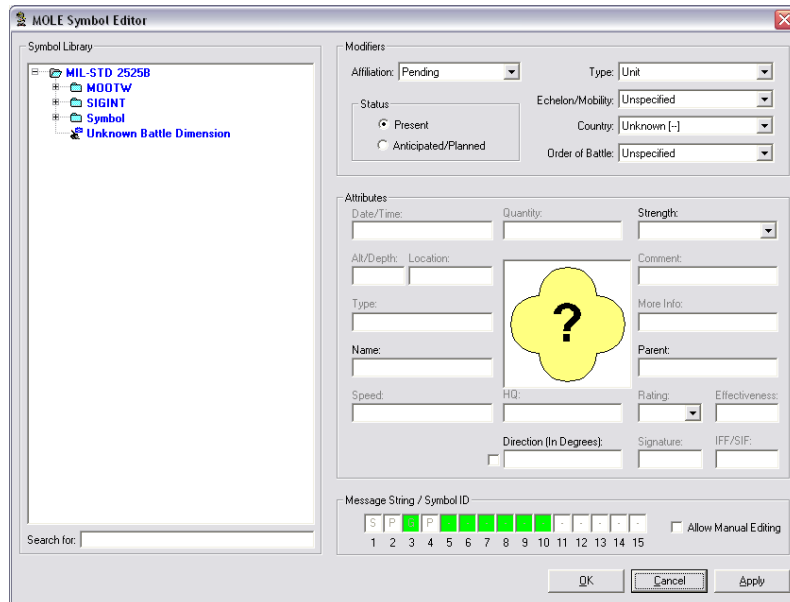 MOLE Symbol Editor
Symbol Library
MIL-STD 2525B
MOOTW
SIGINT
Symbol
Unknown Battle Dimension
Search for:
Modifiers
Affiliation: Pending
Status
Present
Anticipated/Planned
Type: Unit
Echelon/Mobility: Unspecified
Country: Unknown [--]
Order of Battle: Unspecified
Attributes
Date/Time: Quantity: Strength:
Alt/Depth: Location: Comment:
Type: More Info:
?
Name: Parent:
Speed: HQ: Rating: Effectiveness:
Direction (In Degrees): Signature: IFF/SIF:
Message String / Symbol ID
S P G P - - - - -
1 2 3 4 5 6 7 8 9 10 11 12 13 14 15
Allow Manual Editing
OK Cancel Apply